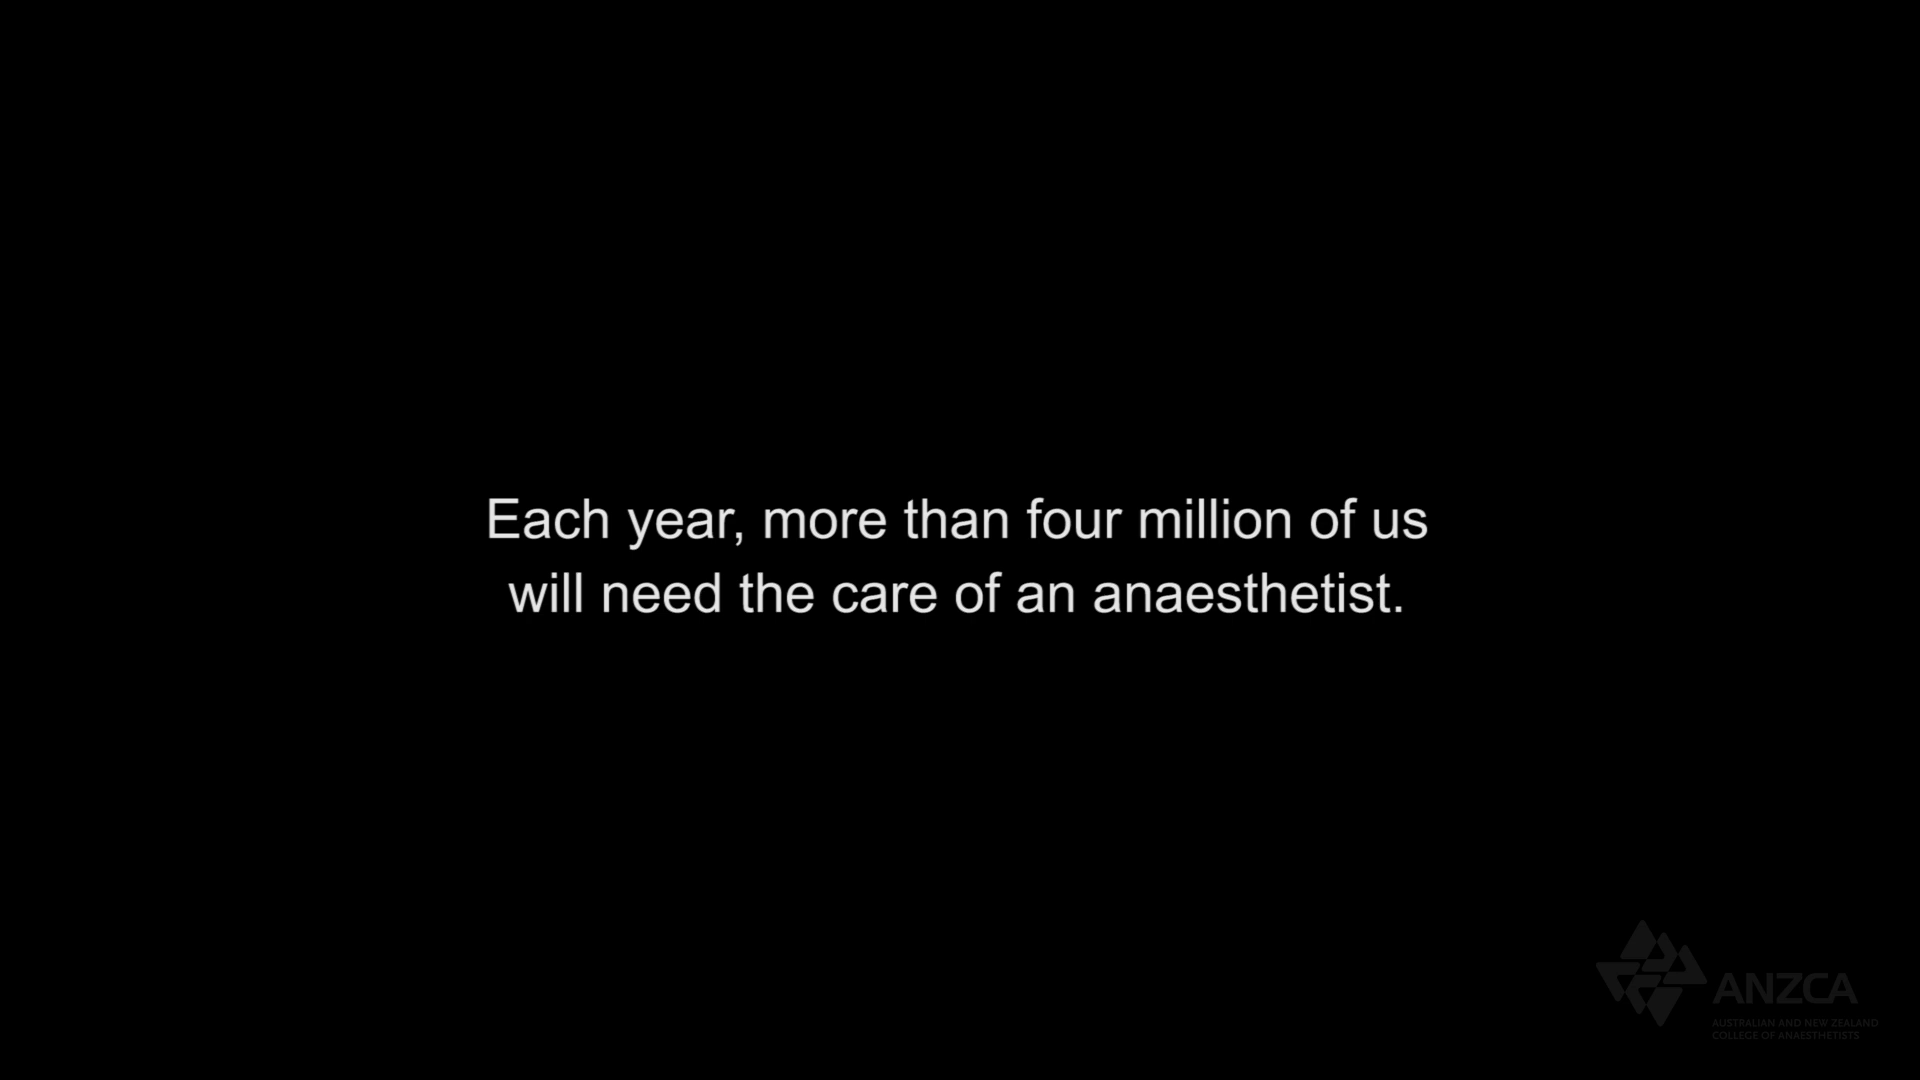 Each year, more than four million of us
will need the care of an anaesthetist.
ANZCA
AUSTRALIAN AND NEW ZEALAND
COLLEGE OF ANAESTHETISTS